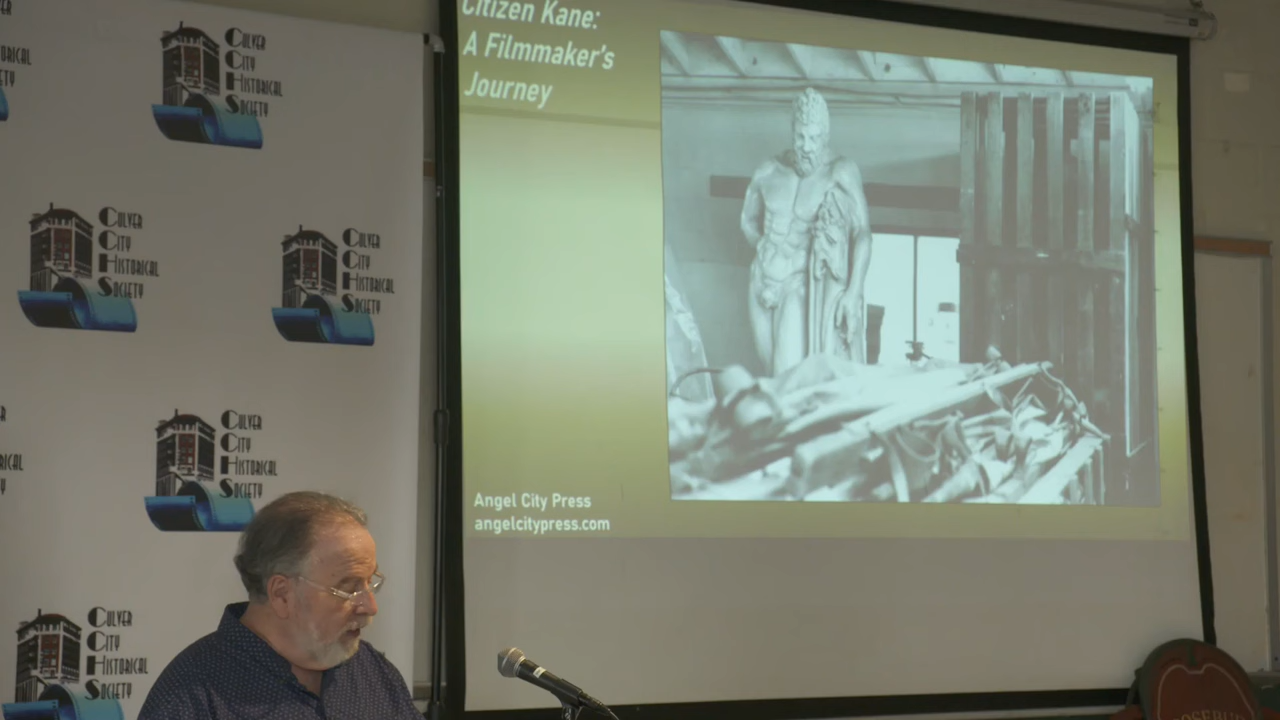 Citizen Kane:
A Filmmaker's
Journey
Angel City Press
angelcitypress.com
CULVER
CITY
HISTORICAL
SOCIETY
CULVER
CITY
HISTORICAL
SOCIETY
CULVER
CITY
HISTORICAL
SOCIETY
CULVER
CITY
HISTORICAL
SOCIETY
CULVER
CITY
HISTORICAL
SOCIETY